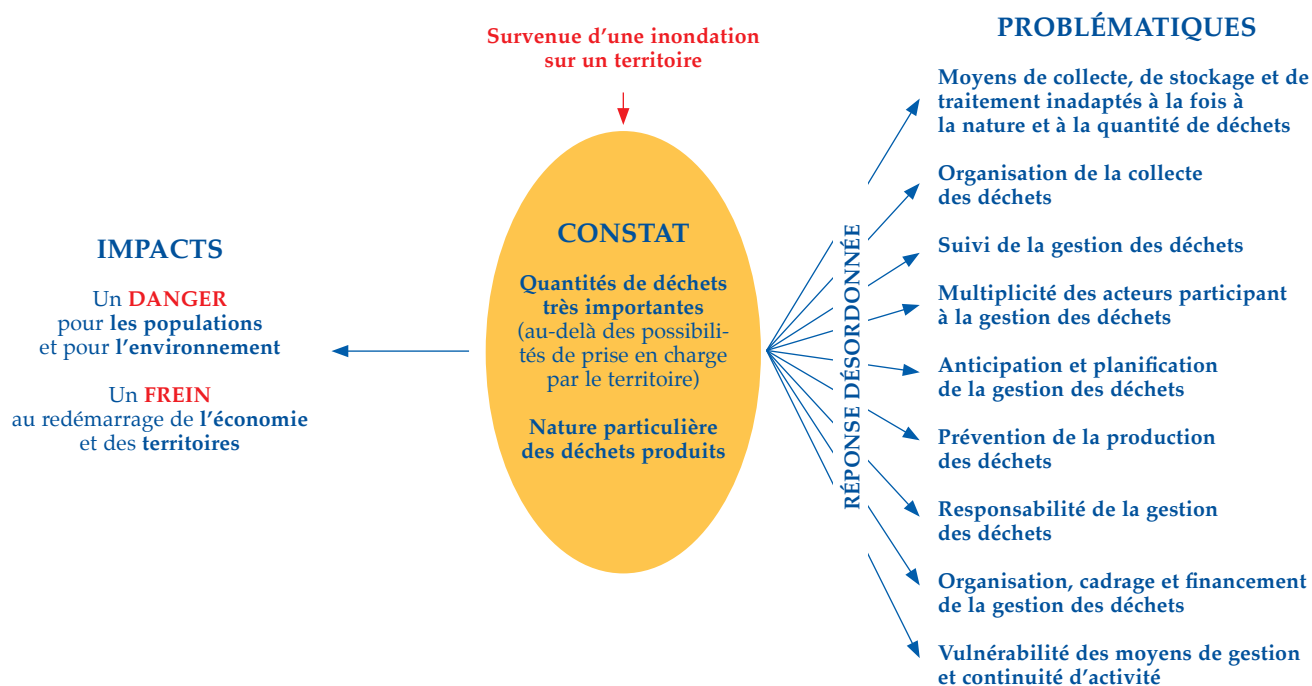 Survenue d’une inondation
sur un territoire
IMPACTS
Un DANGER
pour les populations
et pour l’environnement
Un FREIN
au redémarrage de l’économie
et des territoires
CONSTAT
Quantités de déchets
très importantes
(au-delà des possibili-
tés de prise en charge
par le territoire)
Nature particulière
des déchets produits
RÉPONSE DÉSORDONNÉE
PROBLÉMATIQUES
Moyens de collecte, de stockage et de
traitement inadaptés à la fois à
la nature et à la quantité de déchets
Organisation de la collecte
des déchets
Suivi de la gestion des déchets
Multiplicité des acteurs participant
à la gestion des déchets
Anticipation et planification
de la gestion des déchets
Prévention de la production
des déchets
Responsabilité de la gestion
des déchets
Organisation, cadrage et financement
de la gestion des déchets
Vulnérabilité des moyens de gestion
et continuité d’activité